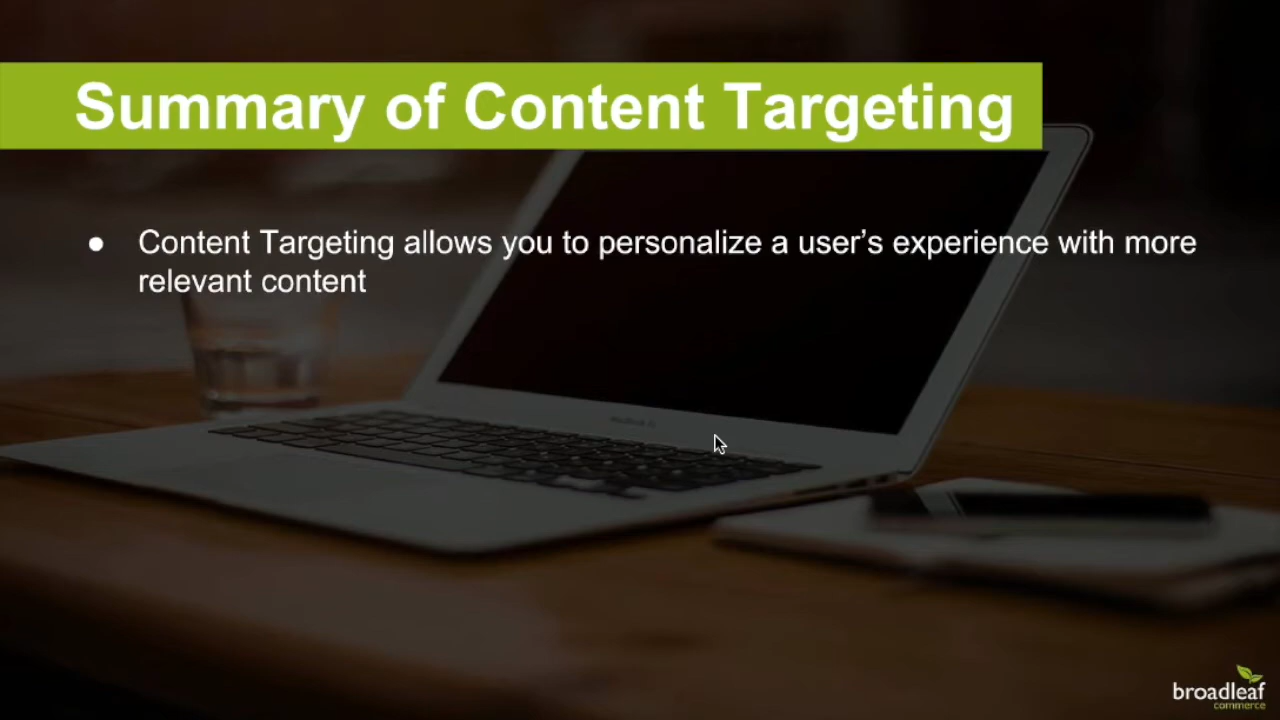 Summary of Content Targeting
● Content Targeting allows you to personalize a user’s experience with more
relevant content
broadleaf
commerce